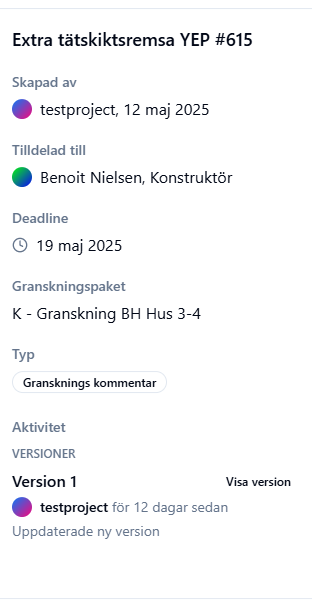 Extra tätskiktsremsa YEP #615
Skapad av
testproject, 12 maj 2025
Tilldelad till
Benoit Nielsen, Konstruktör
Deadline
19 maj 2025
Granskningspaket
K - Granskning BH Hus 3-4
Typ
Gransknings kommentar
Aktivitet
VERSIONER
Version 1 Visa version
testproject för 12 dagar sedan
Uppdaterade ny version